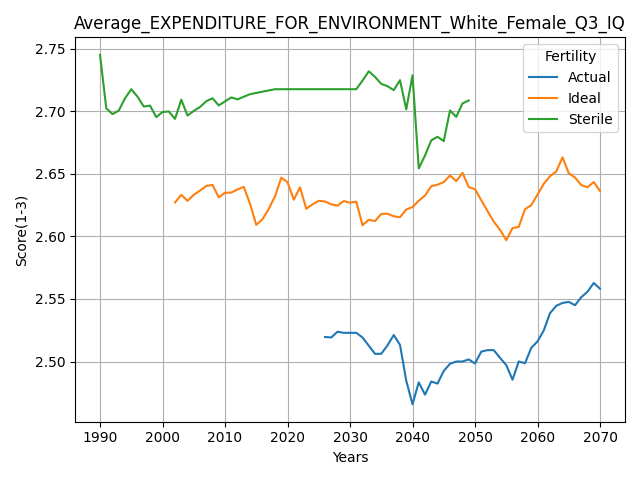 Average_EXPENDITURE_FOR_ENVIRONMENT_White_Female_Q3_IQ
Fertility
Actual
Ideal
Sterile
Score(1-3)
2.75
2.70
2.65
2.60
2.55
2.50
1990 2000 2010 2020 2030 2040 2050 2060 2070
Years